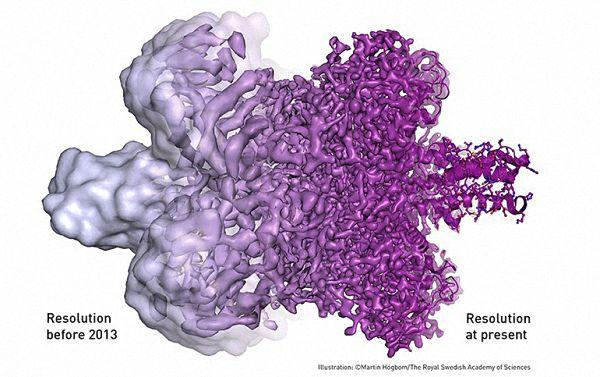 Resolution
before 2013
Resolution
at present
Illustration: ©Martin Högbom/The Royal Swedish Academy of Sciences